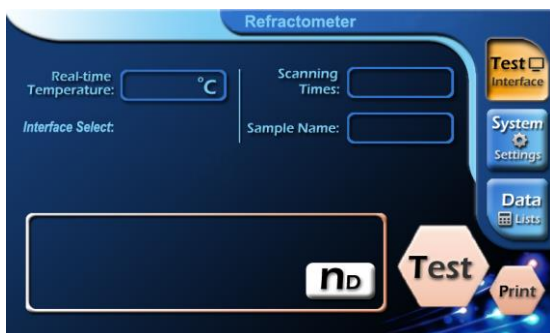 Refractometer
Real-time
Temperature:
°C
Scanning
Times:
Interface Select:
Sample Name:
Test
Interface
System
Settings
Data
Lists
nD
Test
Print